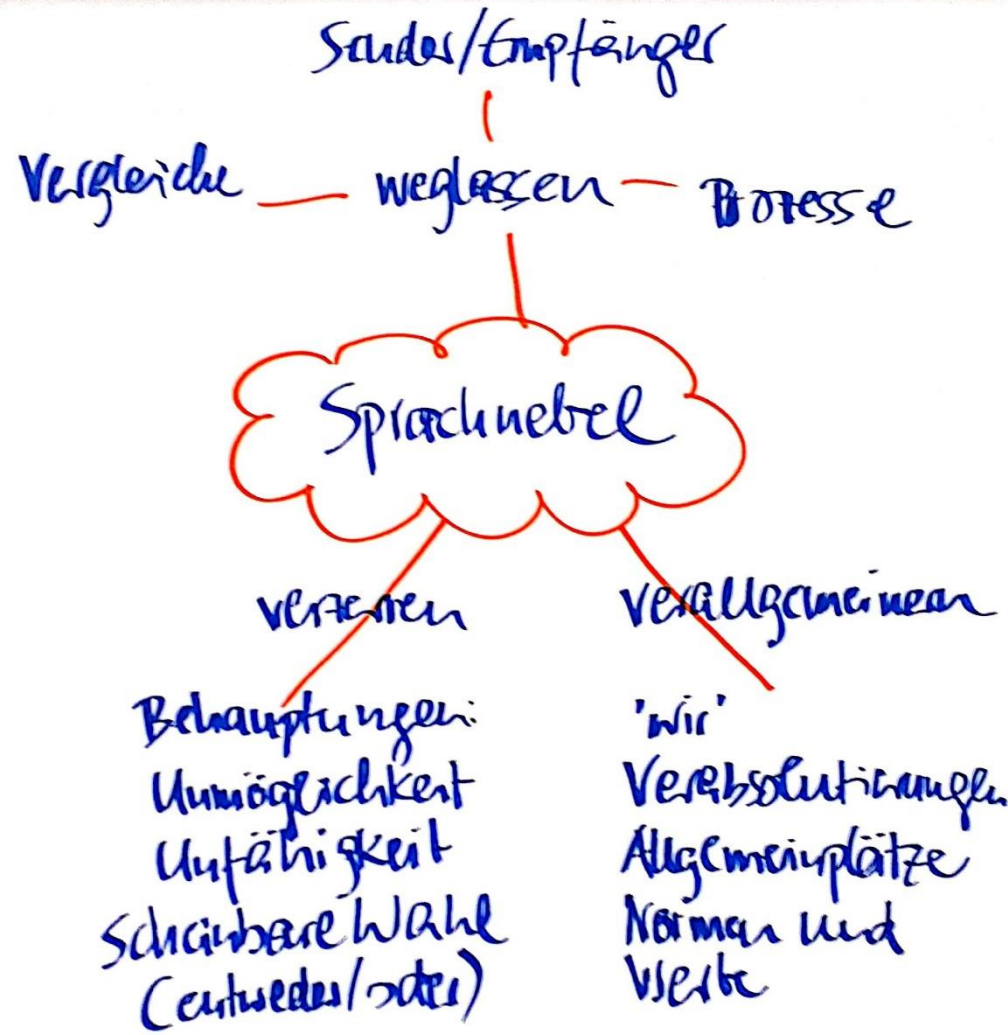 Sender/Empfänger
Vergleiche
weglassen
Prozesse
Sprachnebel
verzerren
verallgemeinern
Behauptungen:
Unmöglichkeit
Unfähigkeit
Scheinbare Wahl
(entweder/oder)
'wir'
Verabsolutierungen
Allgemeinplätze
Normen und
Werte